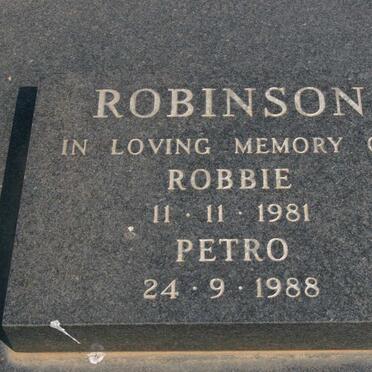 ROBINSON
IN LOVING MEMORY
ROBBIE
11 · 11 · 1981
PETRO
24 · 9 · 1988